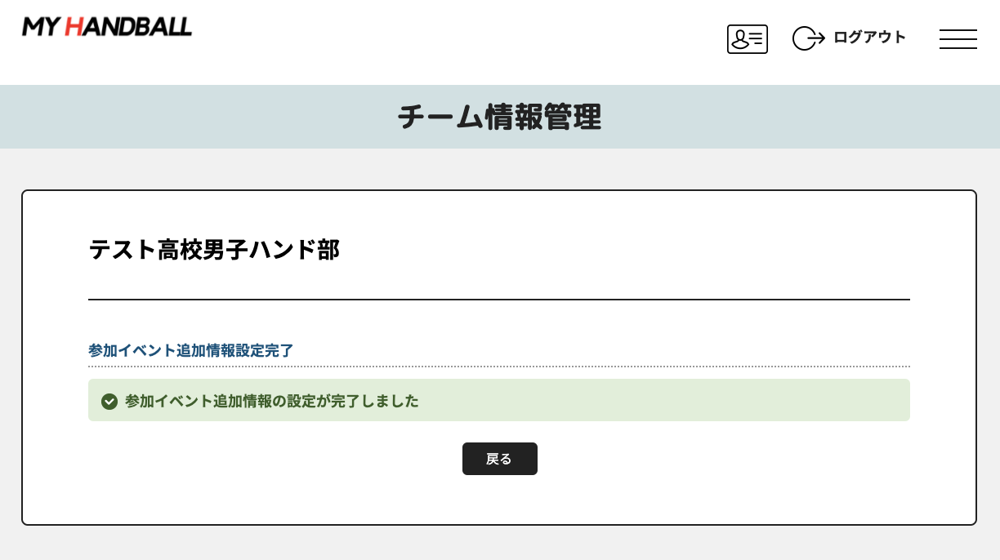 MY HANDBALL
ログアウト
チーム情報管理
テスト高校男子ハンド部
参加イベント追加情報設定完了
参加イベント追加情報の設定が完了しました
戻る